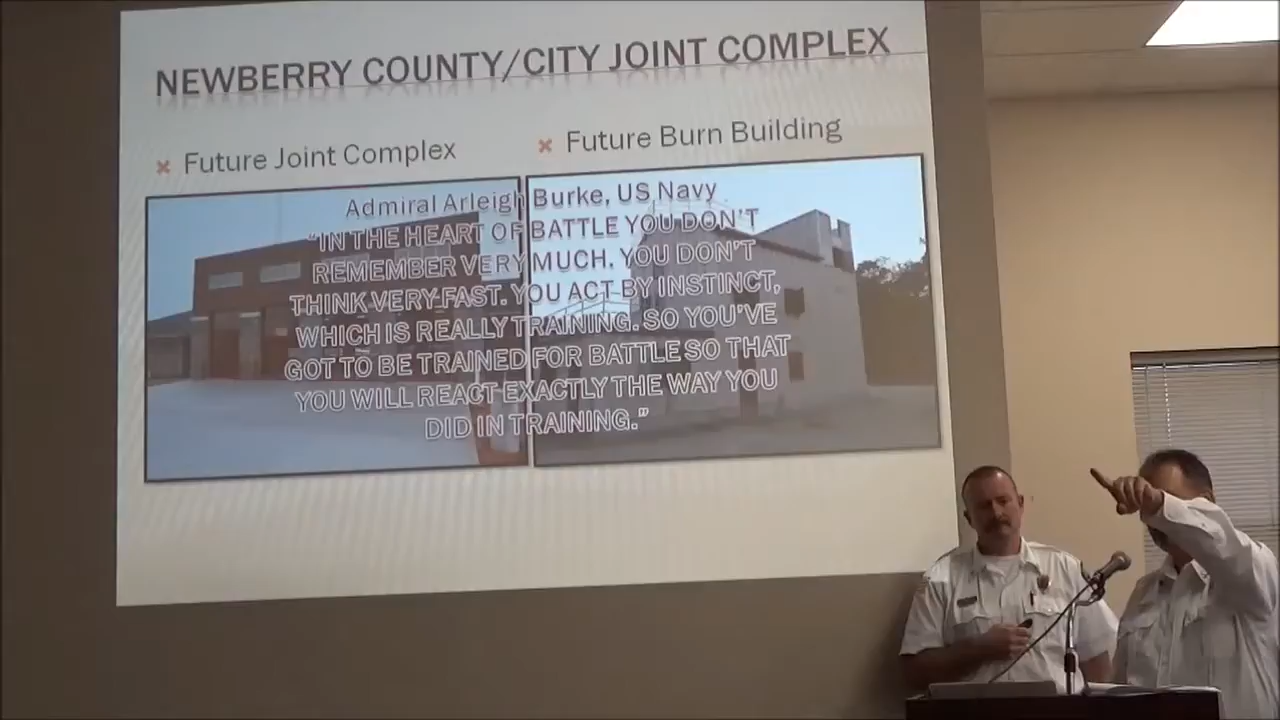 NEWBERRY COUNTY/CITY JOINT COMPLEX
Future Joint Complex
Future Burn Building
Admiral Arleigh Burke, US Navy
“IN THE HEART OF BATTLE YOU DON’T
REMEMBER VERY MUCH. YOU DON’T
THINK VERY FAST. YOU ACT BY INSTINCT,
WHICH IS REALLY TRAINING. SO YOU’VE
GOT TO BE TRAINED FOR BATTLE SO THAT
YOU WILL REACT EXACTLY THE WAY YOU
DID IN TRAINING.”